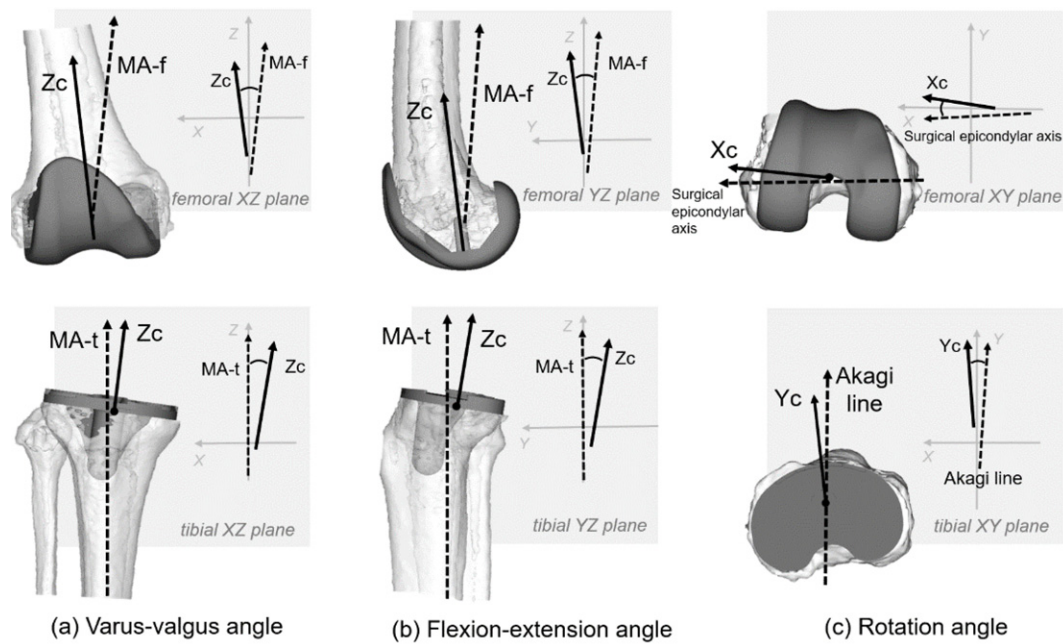 Z
MA-f
MA-f
Zc
Zc
X
femoral XZ plane
Z
MA-f
Zc
MA-f
Zc
Y
femoral YZ plane
Y
Xc
X
Surgical epicondylar axis
Xc
Surgical
epicondylar
axis
femoral XY plane
Z
MA-t
Zc
MA-t
Zc
X
tibial XZ plane
Z
MA-t
Zc
MA-t
Zc
Y
tibial YZ plane
Yc
Y
Akagi
line
Yc
X
Akagi line
tibial XY plane
(a) Varus-valgus angle
(b) Flexion-extension angle
(c) Rotation angle